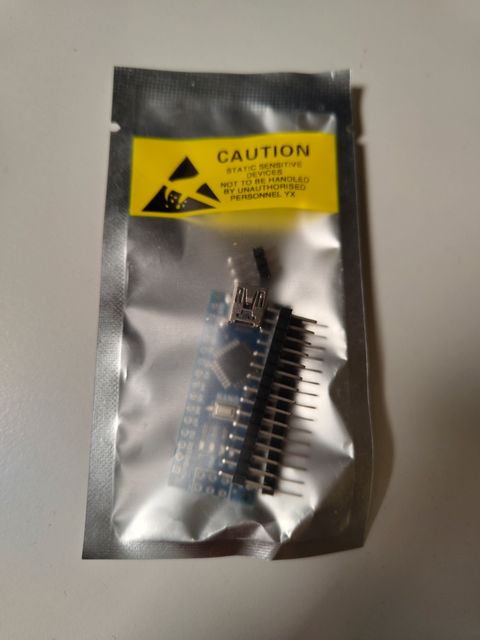 CAUTION
STATIC SENSITIVE
DEVICES
NOT TO BE HANDLED
BY UNAUTHORISED
PERSONNEL YX